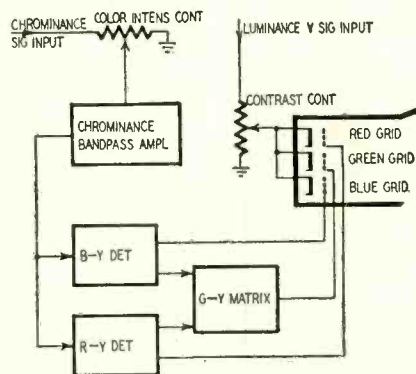 CHROMINANCE
SIG INPUT
COLOR INTENS CONT
LUMINANCE Y SIG INPUT
CONTRAST CONT
CHROMINANCE
BANDPASS AMPL
RED GRID
GREEN GRID
BLUE GRID.
B-Y DET
G-Y MATRIX
R-Y DET